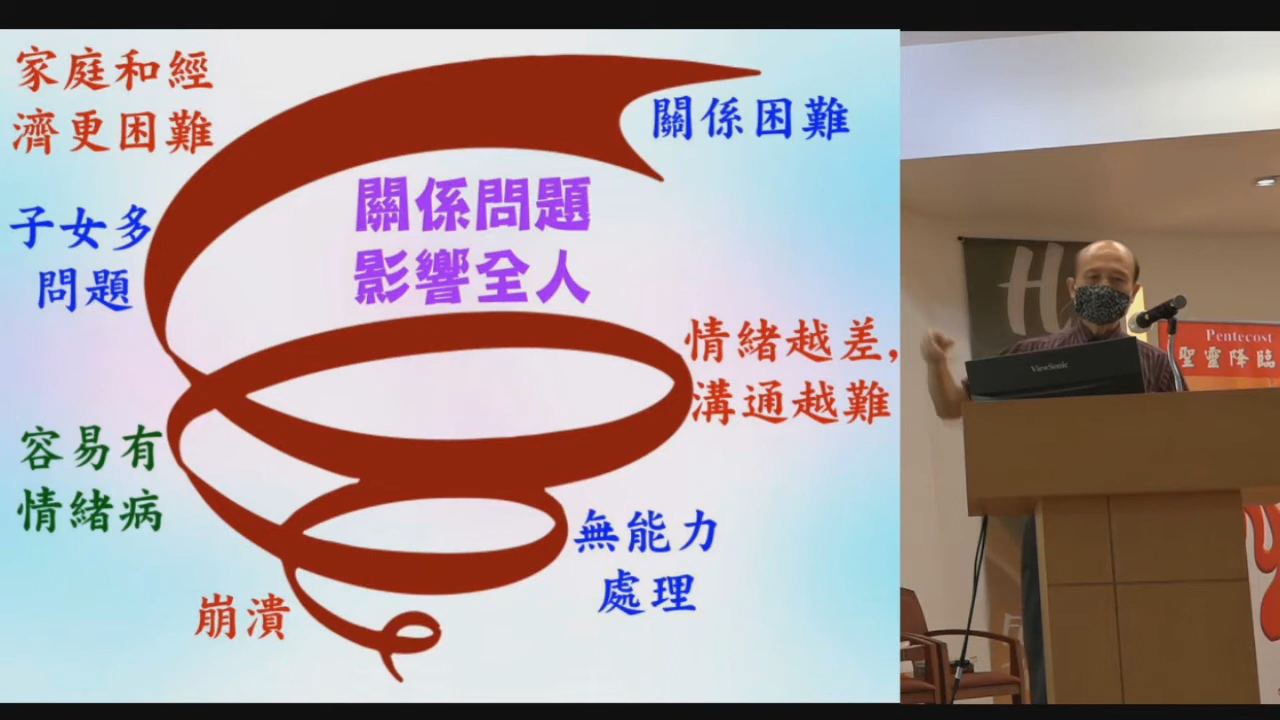 家庭和經
濟更困難
關係困難
關係問題
影響全人
子女多
問題
情緒越差,
溝通越難
容易有
情緒病
無能力
處理
崩潰
ViewSonic
Pentecost
聖靈降臨
H